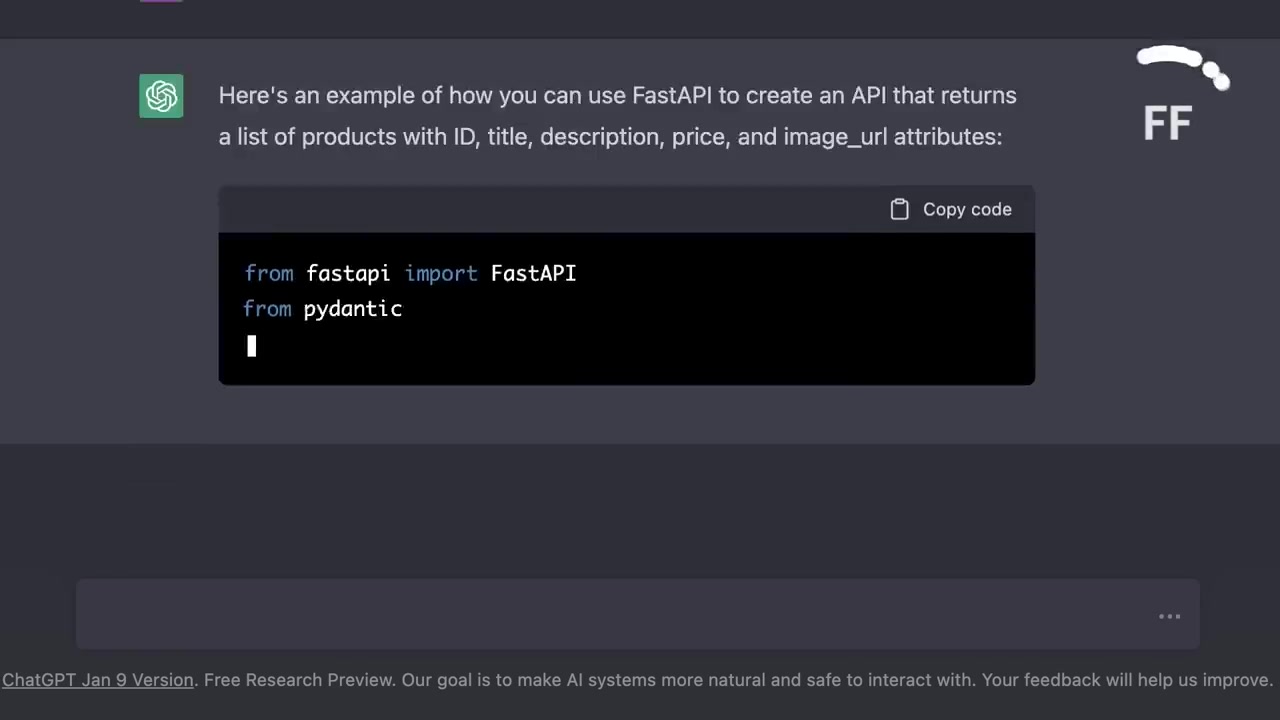 Here's an example of how you can use FastAPI to create an API that returns
a list of products with ID, title, description, price, and image_url attributes:
FF
Copy code
from fastapi import FastAPI
from pydantic
ChatGPT Jan 9 Version. Free Research Preview. Our goal is to make AI systems more natural and safe to interact with. Your feedback will help us improve.